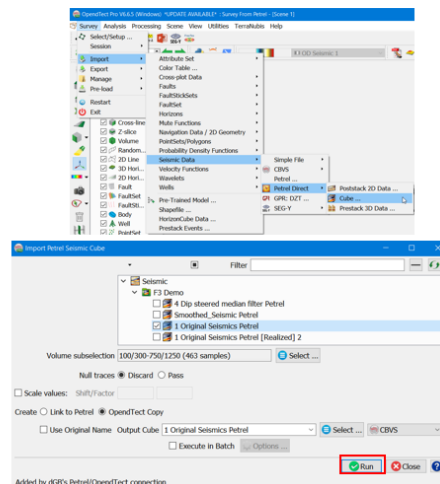 OpendTect Pro V6.6.5 (Windows) *UPDATE AVAILABLE* : Survey From Petrel - [Scene 1]
Survey Analysis Processing Scene View Utilities TerraNubis Help
Select/Setup ...
Session
Import
Export
Manage
Pre-load
Restart
Exit
Attribute Set
Color Table ...
Cross-plot Data
Faults
FaultStickSets
FaultSet
Horizons
Mute Functions
Navigation Data / 2D Geometry
PointSets/Polygons
Probability Density Functions
Seismic Data
Velocity Functions
Wavelets
Wells
Pre-Trained Model ...
Shapefile ...
HorizonCube Data ...
Prestack Events ...
Simple File
CBVS
Petrel ...
Petrel Direct
GPR: DZT ...
SEG-Y
Poststack 2D Data ...
Cube ...
Prestack 3D Data ...
Cross-line
Z-slice
Volume
Random...
2D Line
3D Hori...
2D Hori...
Fault
FaultSet
FaultSti...
Body
Well
PointSet
Import Petrel Seismic Cube
Filter
Seismic
F3 Demo
4 Dip steered median filter Petrel
Smoothed_Seismic Petrel
1 Original Seismics Petrel
1 Original Seismics Petrel [Realized] 2
Volume subselection 100/300-750/1250 (463 samples) Select ...
Null traces Discard Pass
Scale values: Shift/Factor
Create Link to Petrel OpendTect Copy
Use Original Name Output Cube 1 Original Seismics Petrel Select ... CBVS
Execute in Batch Options ...
Run Close ?
Added by dGB's Petrel/OpendTect connection